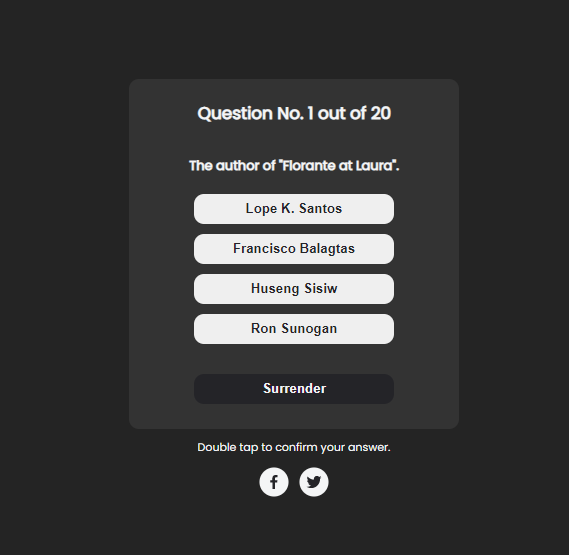 Question No. 1 out of 20
The author of "Florante at Laura".
Lope K. Santos
Francisco Balagtas
Huseng Sisiw
Ron Sunogan
Surrender
Double tap to confirm your answer.